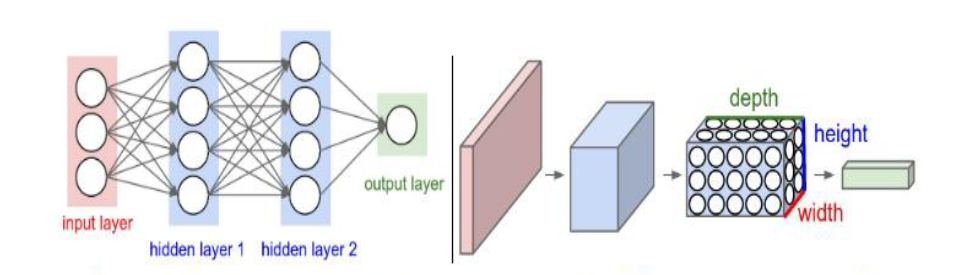 input layer
hidden layer 1
hidden layer 2
output layer
depth
height
width